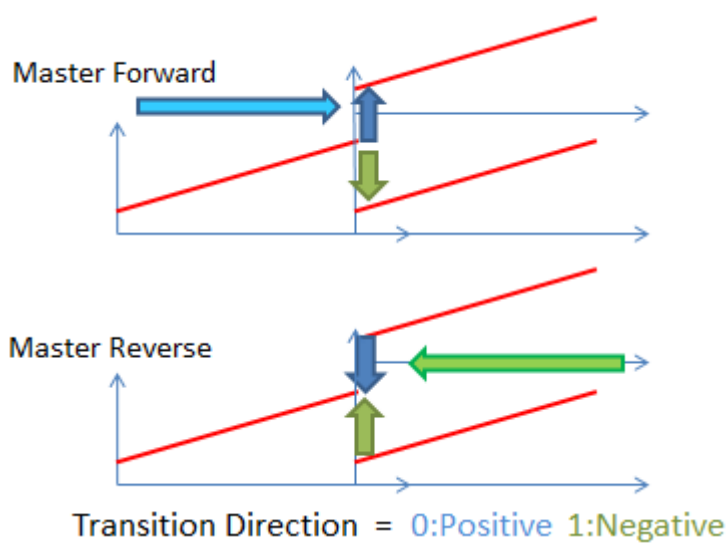 Master Forward
Master Reverse
Transition Direction = 0:Positive 1:Negative